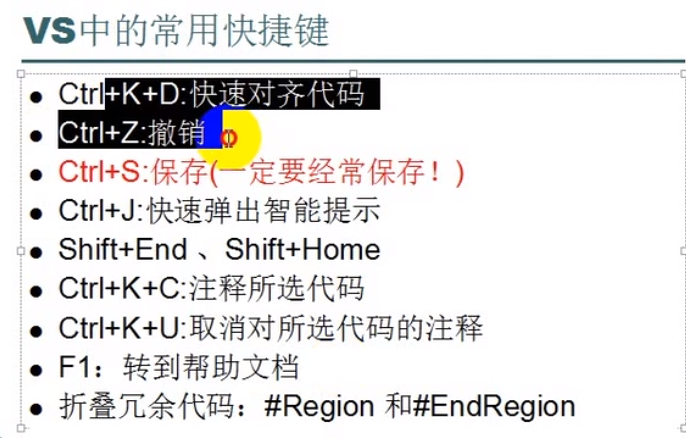 VS中的常用快捷键
Ctrl+K+D:快速对齐代码
Ctrl+Z:撤销
Ctrl+S:保存(一定要经常保存！)
Ctrl+J:快速弹出智能提示
Shift+End 、Shift+Home
Ctrl+K+C:注释所选代码
Ctrl+K+U:取消对所选代码的注释
F1：转到帮助文档
折叠冗余代码：#Region 和#EndRegion